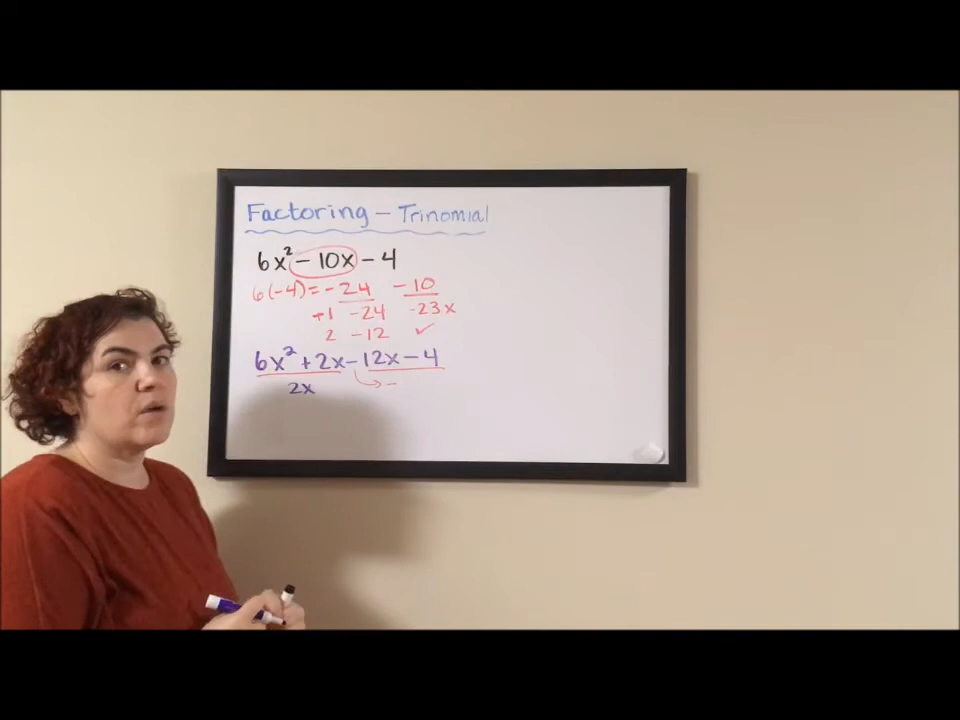 Factoring - Trinomial
6x² - 10x - 4
6(-4) = -24 -10
+1 -24 -23x
2 -12 ✓
6x² + 2x - 12x - 4
2x -